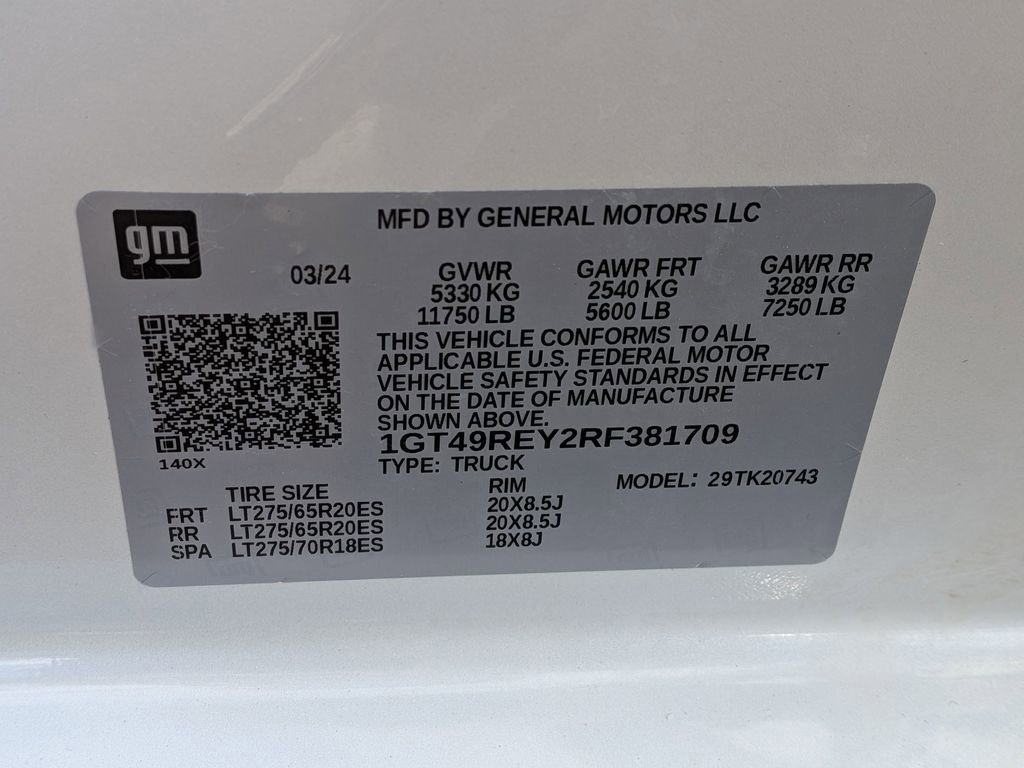 gm
MFD BY GENERAL MOTORS LLC
03/24
GVWR GAWR FRT GAWR RR
5330 KG 2540 KG 3289 KG
11750 LB 5600 LB 7250 LB
THIS VEHICLE CONFORMS TO ALL
APPLICABLE U.S. FEDERAL MOTOR
VEHICLE SAFETY STANDARDS IN EFFECT
ON THE DATE OF MANUFACTURE
SHOWN ABOVE.
1GT49REY2RF381709
140X
TYPE: TRUCK
MODEL: 29TK20743
TIRE SIZE RIM
FRT LT275/65R20ES 20X8.5J
RR LT275/65R20ES 20X8.5J
SPA LT275/70R18ES 18X8J